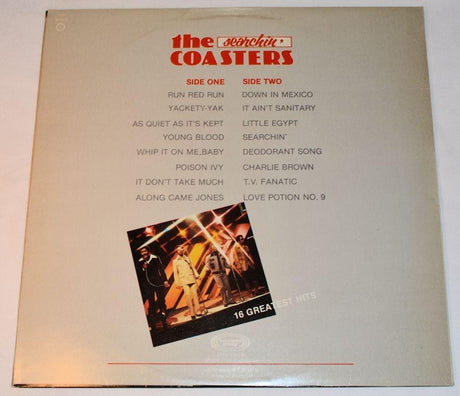 the searchin'
COASTERS
SIDE ONE
RUN RED RUN
YACKETY-YAK
AS QUIET AS IT'S KEPT
YOUNG BLOOD
WHIP IT ON ME, BABY
POISON IVY
IT DON'T TAKE MUCH
ALONG CAME JONES
SIDE TWO
DOWN IN MEXICO
IT AIN'T SANITARY
LITTLE EGYPT
SEARCHIN'
DEODORANT SONG
CHARLIE BROWN
T.V. FANATIC
LOVE POTION NO. 9
16 GREATEST HITS